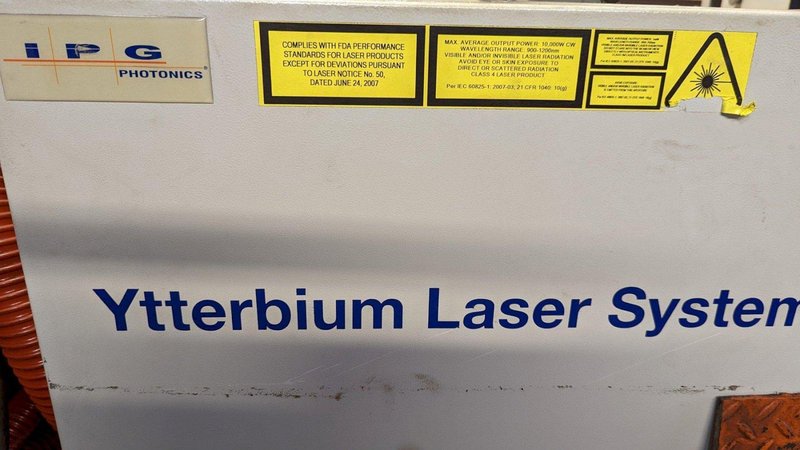 IPG
PHOTONICS®
COMPLIES WITH FDA PERFORMANCE
STANDARDS FOR LASER PRODUCTS
EXCEPT FOR DEVIATIONS PURSUANT
TO LASER NOTICE No. 50,
DATED JUNE 24, 2007
MAX. AVERAGE OUTPUT POWER: 10,000W CW
WAVELENGTH RANGE: 900-1200nm
VISIBLE AND/OR INVISIBLE LASER RADIATION
AVOID EYE OR SKIN EXPOSURE TO
DIRECT OR SCATTERED RADIATION
CLASS 4 LASER PRODUCT
Per IEC 60825-1: 2007-03; 21 CFR 1040: 10(g)
Ytterbium Laser System